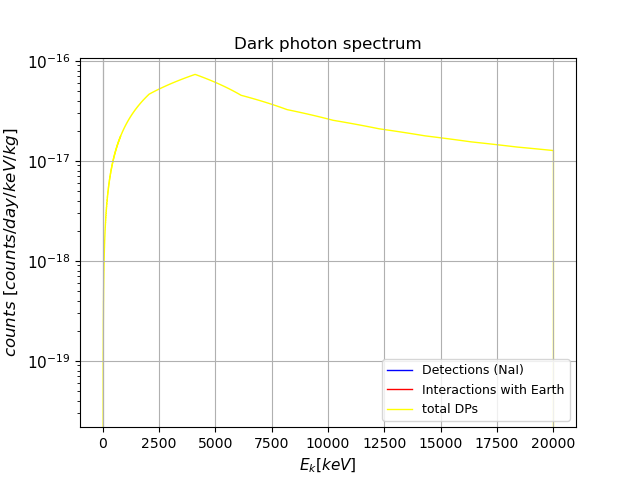 Dark photon spectrum
counts [counts/day/keV/kg]
10⁻¹⁶
10⁻¹⁷
10⁻¹⁸
10⁻¹⁹
Detections (NaI)
Interactions with Earth
total DPs
0 2500 5000 7500 10000 12500 15000 17500 20000
Eₖ[keV]